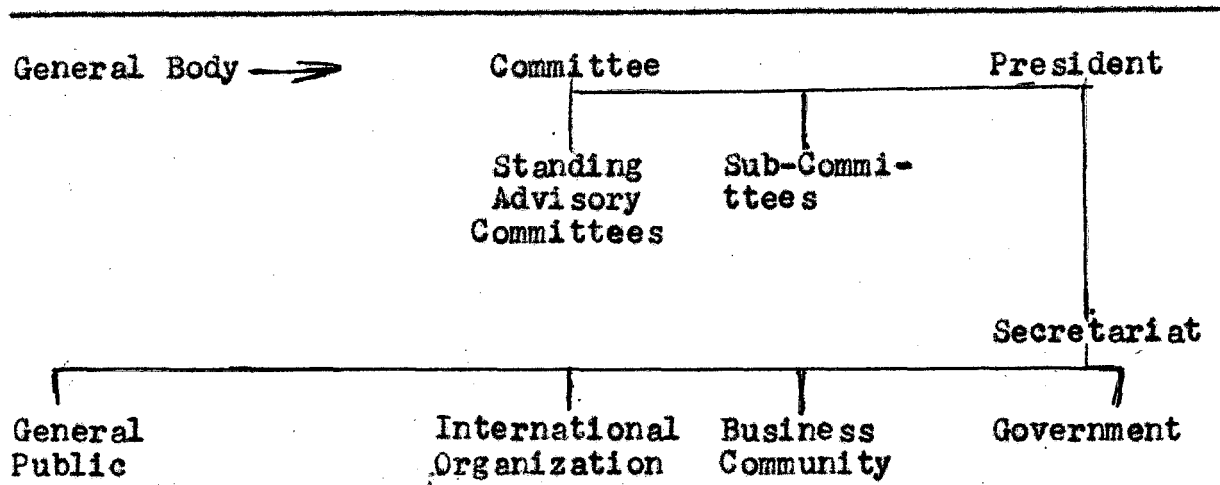 General Body
Committee
President
Standing
Advisory
Committees
Sub-Commi-
ttees
Secretariat
General
Public
International
Organization
Business
Community
Government